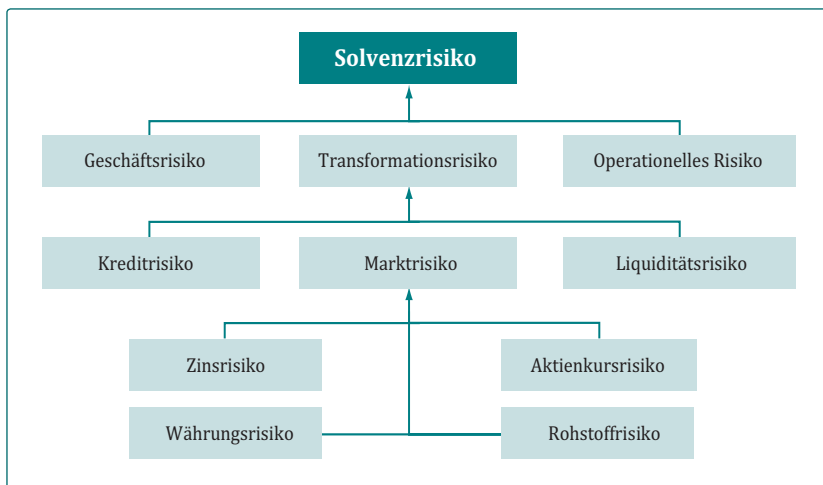 Solvenzrisiko
Geschäftsrisiko
Transformationsrisiko
Operationelles Risiko
Kreditrisiko
Marktrisiko
Liquiditätsrisiko
Zinsrisiko
Aktienkursrisiko
Währungsrisiko
Rohstoffrisiko